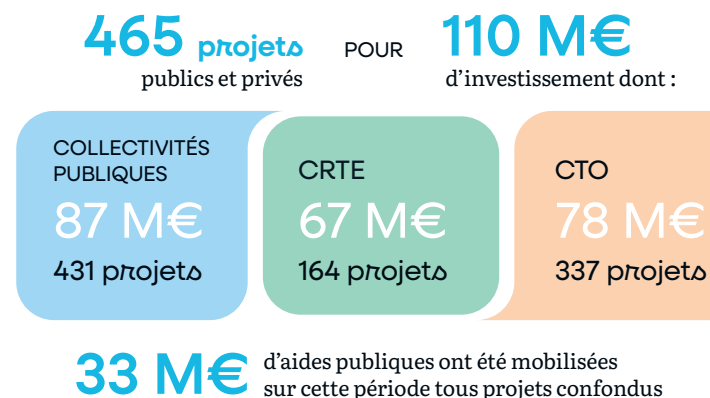 465 projets POUR 110 M€
publics et privés d’investissement dont :
COLLECTIVITÉS
PUBLIQUES
87 M€
431 projets
CRTE
67 M€
164 projets
CTO
78 M€
337 projets
33 M€ d’aides publiques ont été mobilisées
sur cette période tous projets confondus